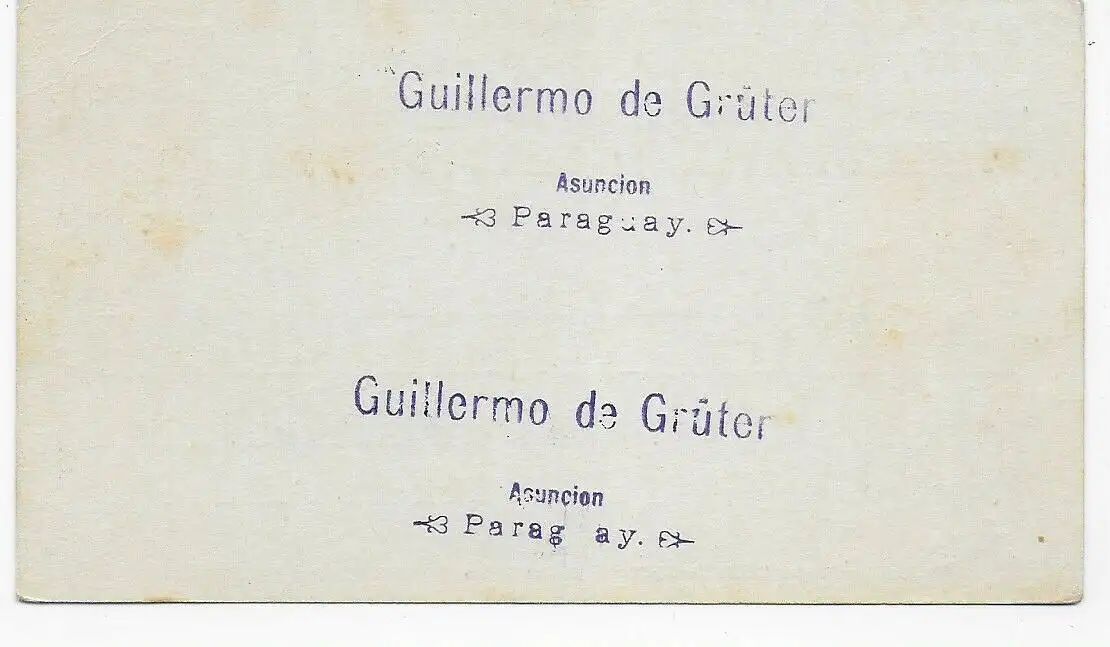 Guillermo de Grüter
Asuncion
Paraguay.
Guillermo de Grüter
Asuncion
Parag ay.